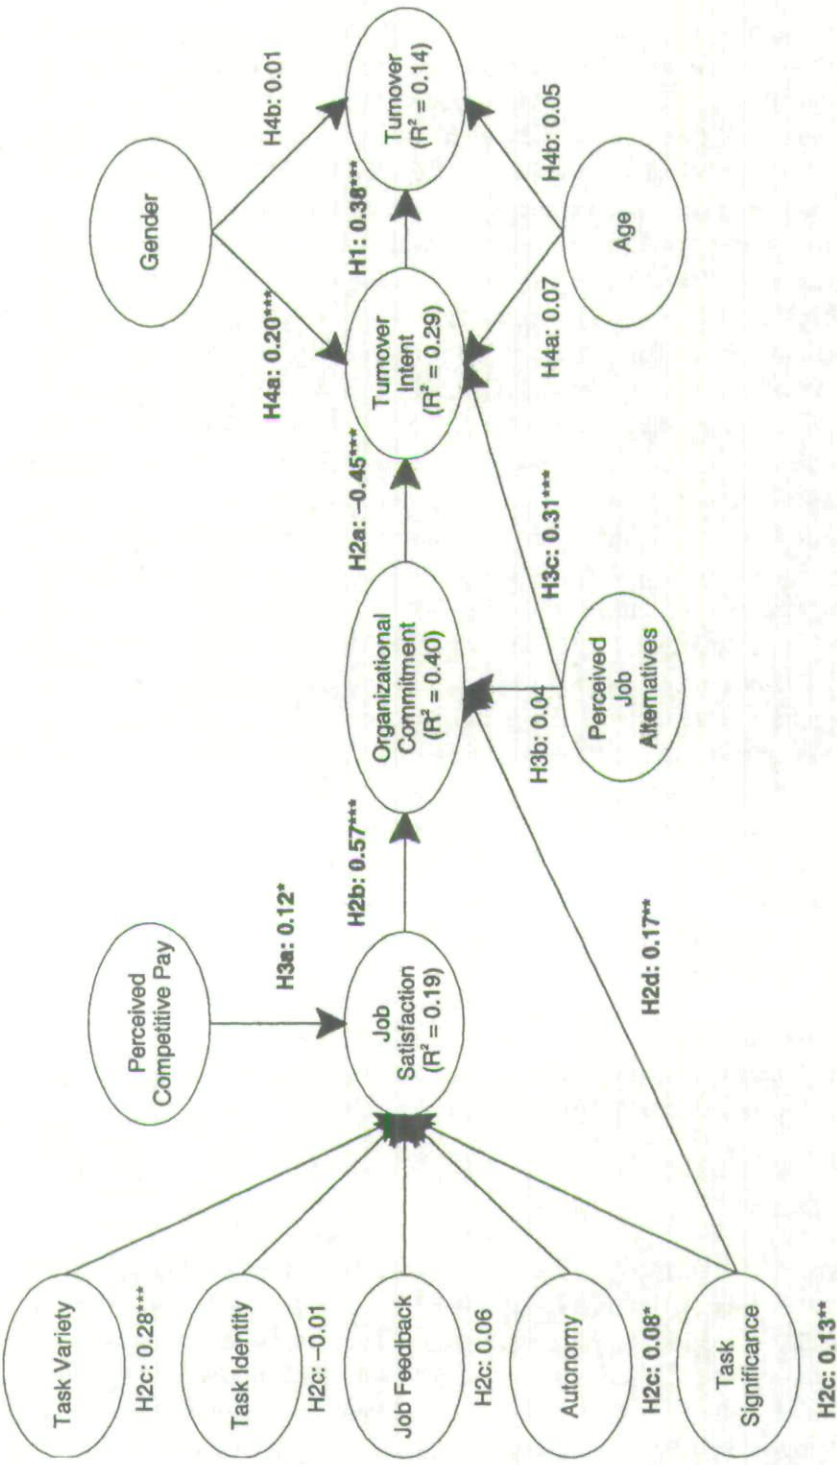 Task Variety
H2c: 0.28***
Task Identity
H2c: –0.01
Job Feedback
H2c: 0.06
Autonomy
H2c: 0.08*
Task
Significance
H2c: 0.13**
Perceived
Competitive Pay
H3a: 0.12*
Job
Satisfaction
(R² = 0.19)
H2b: 0.57***
H2d: 0.17**
Organizational
Commitment
(R² = 0.40)
H3b: 0.04
Perceived
Job
Alternatives
H2a: –0.45***
H3c: 0.31***
Turnover
Intent
(R² = 0.29)
Gender
H4a: 0.20***
H4b: 0.01
H1: 0.38***
Turnover
(R² = 0.14)
H4a: 0.07
H4b: 0.05
Age